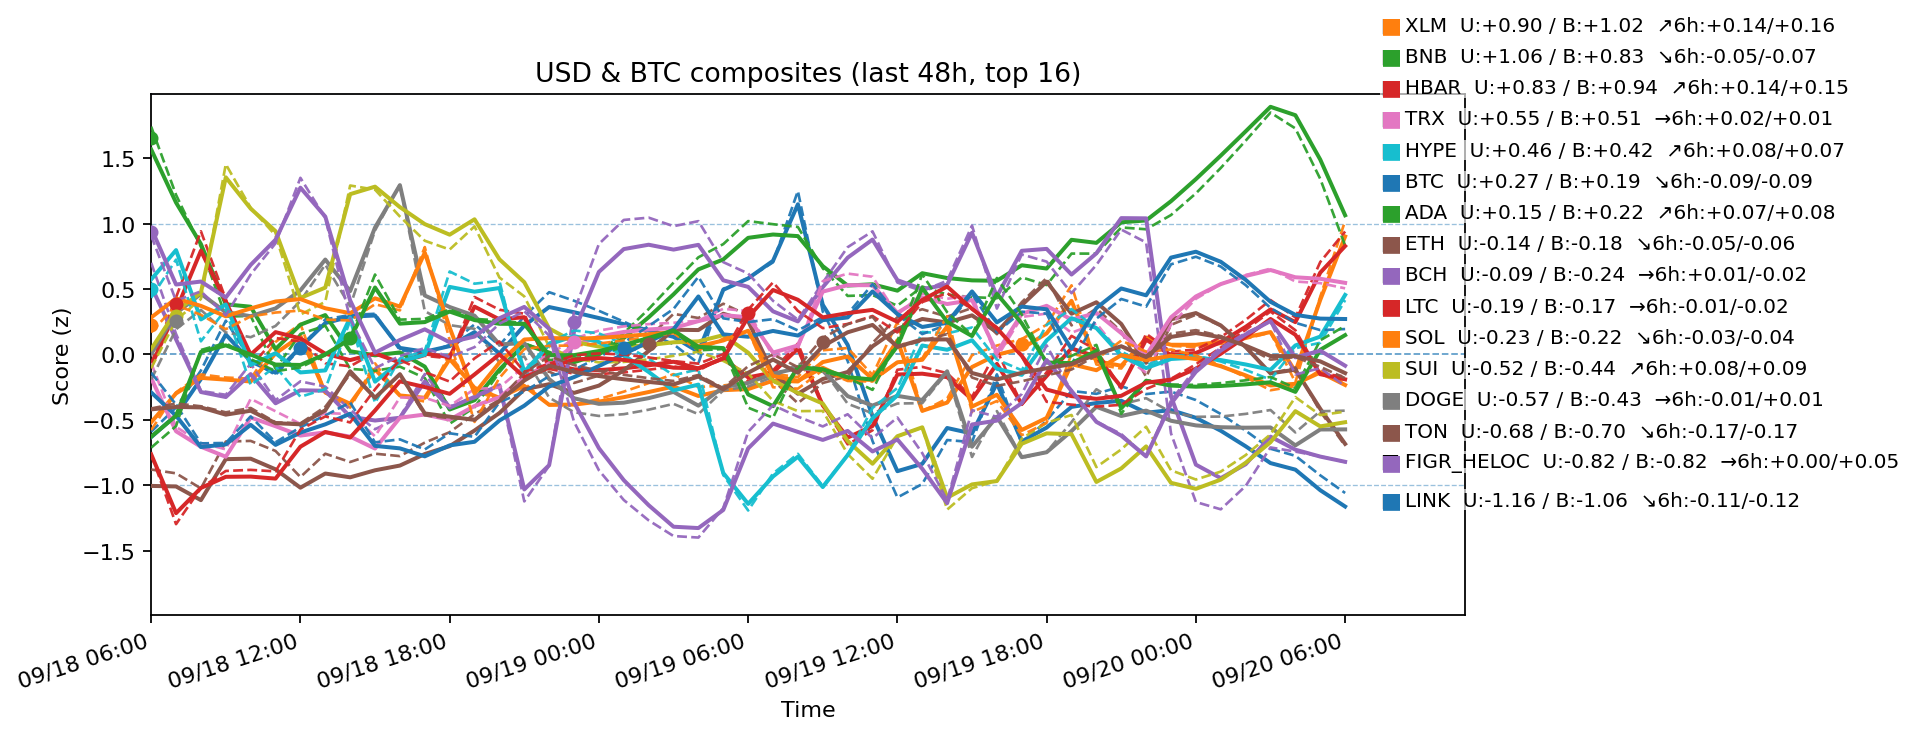 XLM U:+0.90 / B:+1.02 ↗6h:+0.14/+0.16
USD & BTC composites (last 48h, top 16)
BNB U:+1.06 / B:+0.83 ↘6h:-0.05/-0.07
HBAR U:+0.83 / B:+0.94 ↗6h:+0.14/+0.15
TRX U:+0.55 / B:+0.51 →6h:+0.02/+0.01
HYPE U:+0.46 / B:+0.42 ↗6h:+0.08/+0.07
BTC U:+0.27 / B:+0.19 ↘6h:-0.09/-0.09
ADA U:+0.15 / B:+0.22 ↗6h:+0.07/+0.08
ETH U:-0.14 / B:-0.18 ↘6h:-0.05/-0.06
BCH U:-0.09 / B:-0.24 →6h:+0.01/-0.02
LTC U:-0.19 / B:-0.17 →6h:-0.01/-0.02
SOL U:-0.23 / B:-0.22 ↘6h:-0.03/-0.04
SUI U:-0.52 / B:-0.44 ↗6h:+0.08/+0.09
DOGE U:-0.57 / B:-0.43 →6h:-0.01/+0.01
TON U:-0.68 / B:-0.70 ↘6h:-0.17/-0.17
FIGR_HELOC U:-0.82 / B:-0.82 →6h:+0.00/+0.05
LINK U:-1.16 / B:-1.06 ↘6h:-0.11/-0.12
Score (z)
1.5
1.0
0.5
0.0
−0.5
−1.0
−1.5
09/18 06:00
09/18 12:00
09/18 18:00
09/19 00:00
09/19 06:00
09/19 12:00
09/19 18:00
09/20 00:00
09/20 06:00
Time